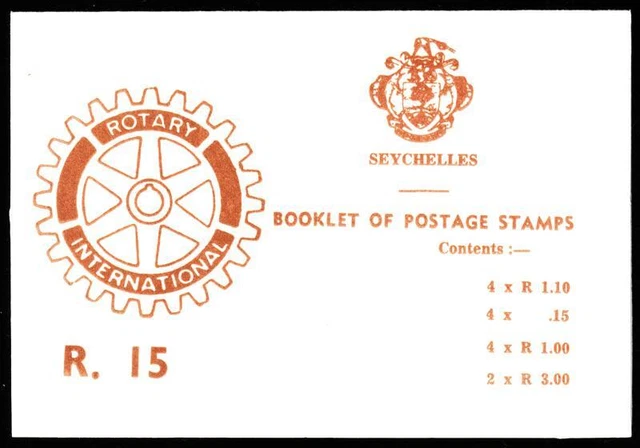 ROTARY
INTERNATIONAL
R. 15
SEYCHELLES
BOOKLET OF POSTAGE STAMPS
Contents :—
4 x R 1.10
4 x .15
4 x R 1.00
2 x R 3.00